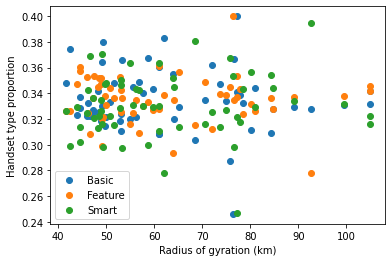 0.40
0.38
0.36
0.34
0.32
0.30
0.28
0.26
0.24
Handset type proportion
Basic
Feature
Smart
40 50 60 70 80 90 100
Radius of gyration (km)